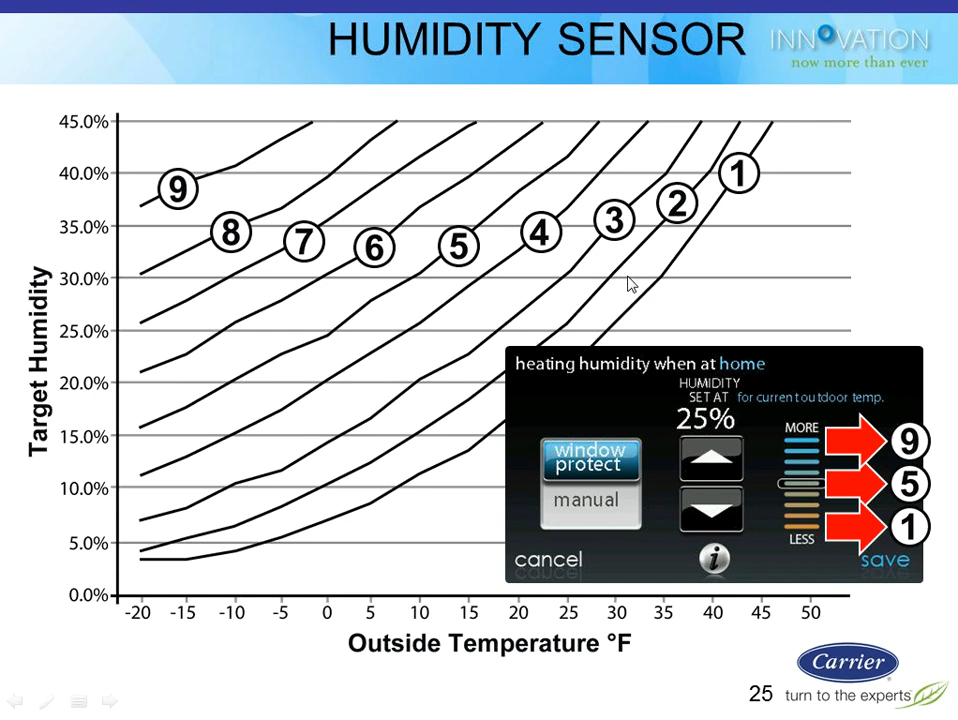 HUMIDITY SENSOR
INNOVATION
now more than ever
45.0%
40.0%
35.0%
30.0%
25.0%
20.0%
15.0%
10.0%
5.0%
0.0%
Target Humidity
9
8
7
6
5
4
3
2
1
heating humidity when at home
HUMIDITY
SET AT for current outdoor temp.
25%
MORE
window
protect
manual
LESS
cancel
i
save
9
5
1
-20 -15 -10 -5 0 5 10 15 20 25 30 35 40 45 50
Outside Temperature °F
Carrier
25 turn to the experts